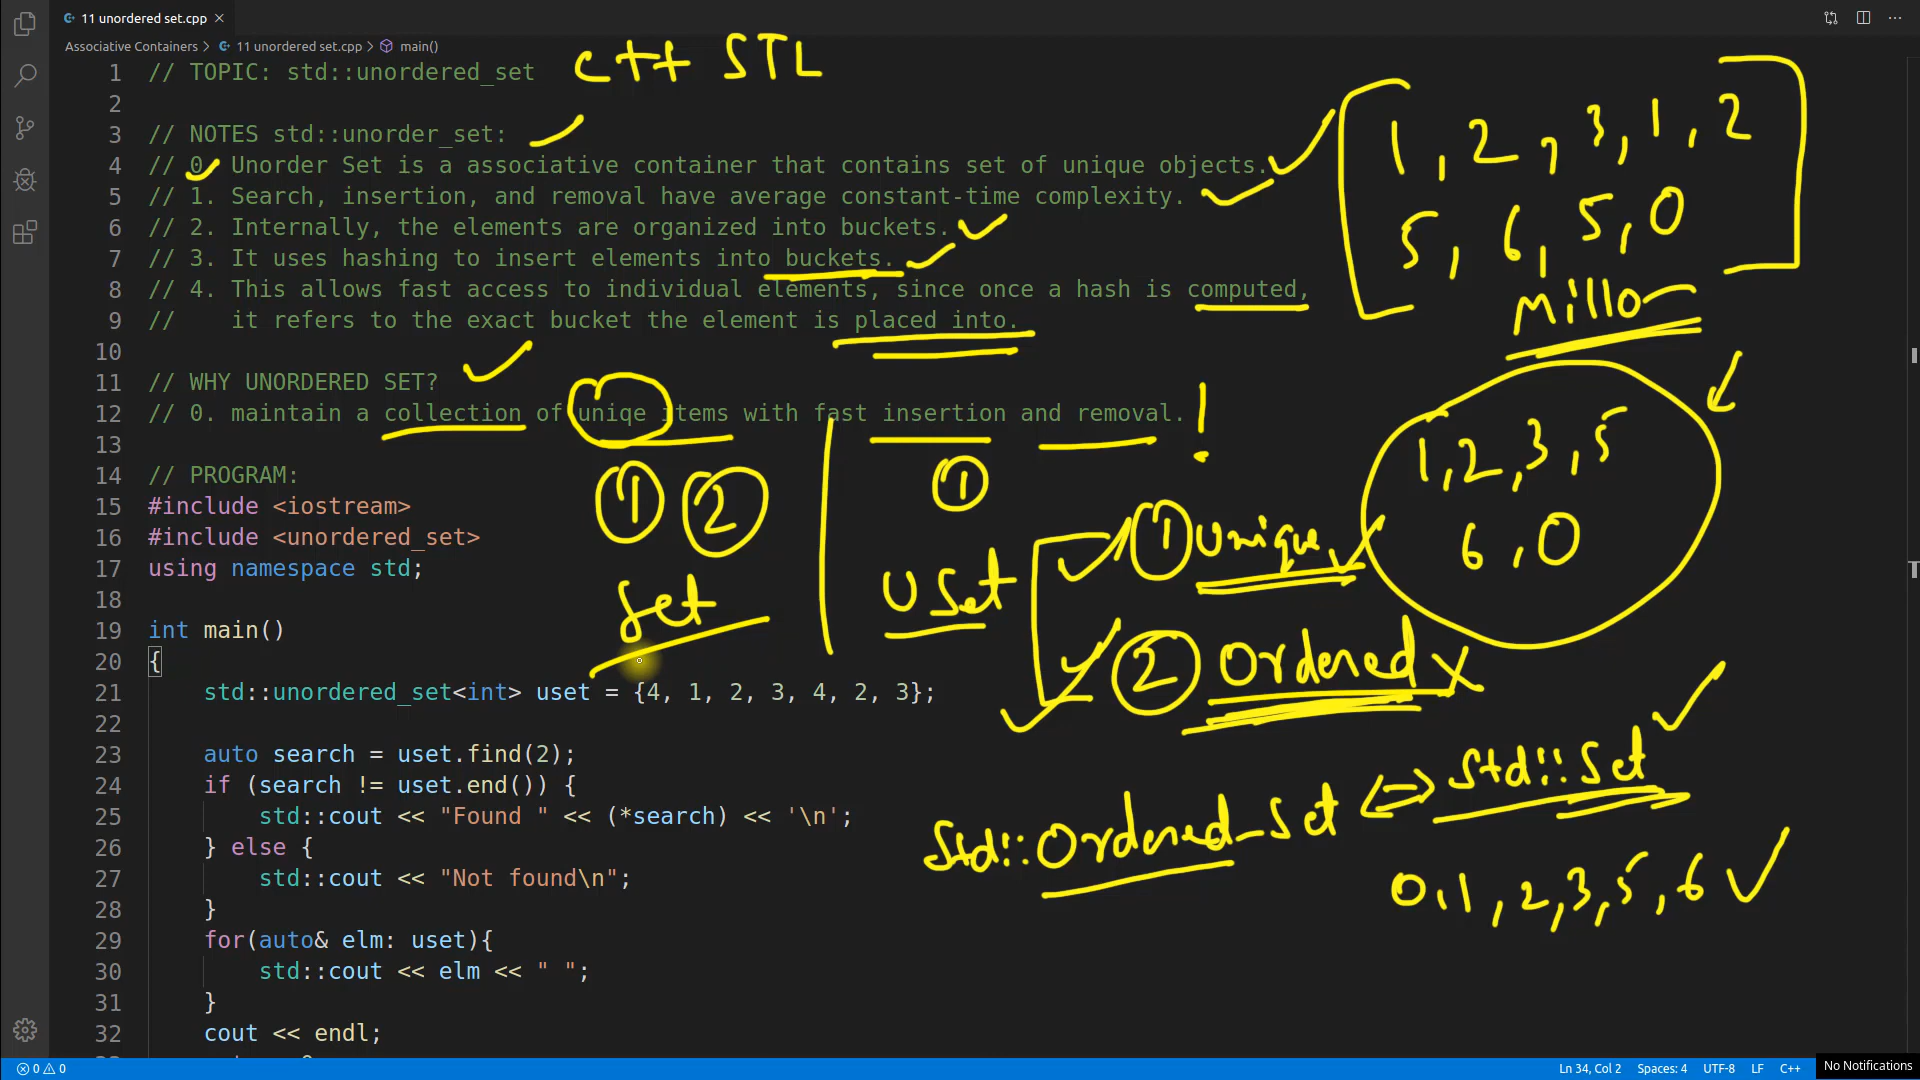 11 unordered set.cpp
Associative Containers > 11 unordered set.cpp > main()
1 // TOPIC: std::unordered_set
C++ STL
2
3 // NOTES std::unorder_set:
4 // 0. Unorder Set is a associative container that contains set of unique objects.
5 // 1. Search, insertion, and removal have average constant-time complexity.
6 // 2. Internally, the elements are organized into buckets.
7 // 3. It uses hashing to insert elements into buckets.
8 // 4. This allows fast access to individual elements, since once a hash is computed,
9 // it refers to the exact bucket the element is placed into.
10
11 // WHY UNORDERED SET?
12 // 0. maintain a collection of uniqe items with fast insertion and removal.
13
14 // PROGRAM:
15 #include <iostream>
16 #include <unordered_set>
17 using namespace std;
18
19 int main()
20 {
21 std::unordered_set<int> uset = {4, 1, 2, 3, 4, 2, 3};
22
23 auto search = uset.find(2);
24 if (search != uset.end()) {
25 std::cout << "Found " << (*search) << '\n';
26 } else {
27 std::cout << "Not found\n";
28 }
29 for(auto& elm: uset){
30 std::cout << elm << " ";
31 }
32 cout << endl;
1, 2, 3, 1, 2
5, 6, 5, 0
!
1, 2, 3, 5
6, 0
1 2
set
1
USet
1 Unique
2 Ordered X
Std::Ordered_Set <-> Std::Set
0, 1, 2, 3, 5, 6
0 0
Ln 34, Col 2 Spaces: 4 UTF-8 LF C++
No Notifications